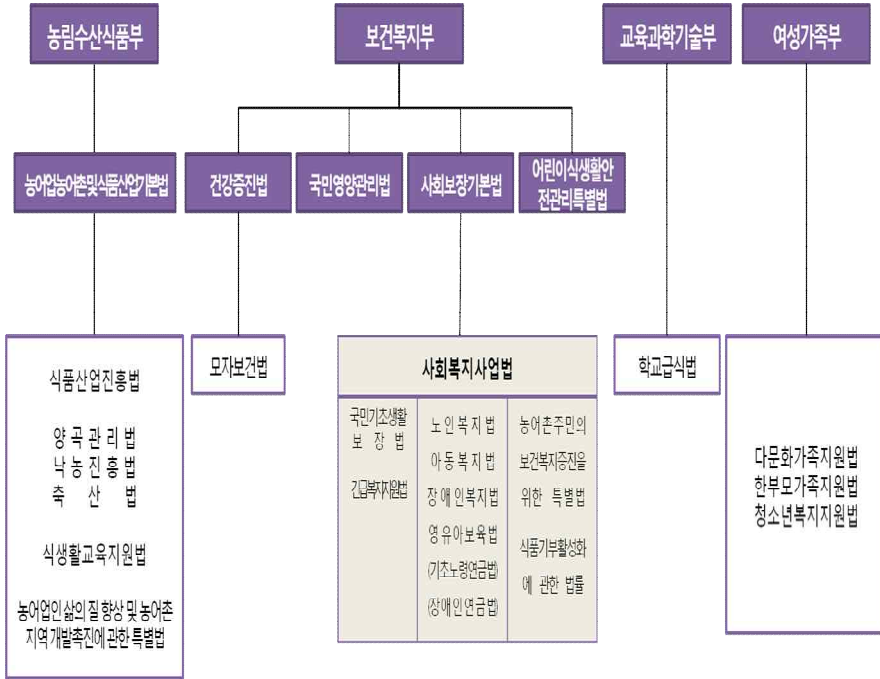 농림수산식품부
보건복지부
교육과학기술부
여성가족부
농어업농어촌및식품산업기본법
건강증진법
국민영양관리법
사회보장기본법
어린이식생활안
전관리특별법
식품산업진흥법
양곡관리법
낙농진흥법
축 산 법
식생활교육지원법
농어업인 삶의 질 향상 및 농어촌
지역 개발촉진에 관한 특별법
모자보건법
사회복지사업법
국민기초생활
보 장 법
긴급복지지원법
노인복지법
아동복지법
장애인복지법
영유아보육법
(기초노령연금법)
(장애인연금법)
농어촌주민의
보건복지증진을
위한 특별법
식품기부활성화
에 관한 법률
학교급식법
다문화가족지원법
한부모가족지원법
청소년복지지원법